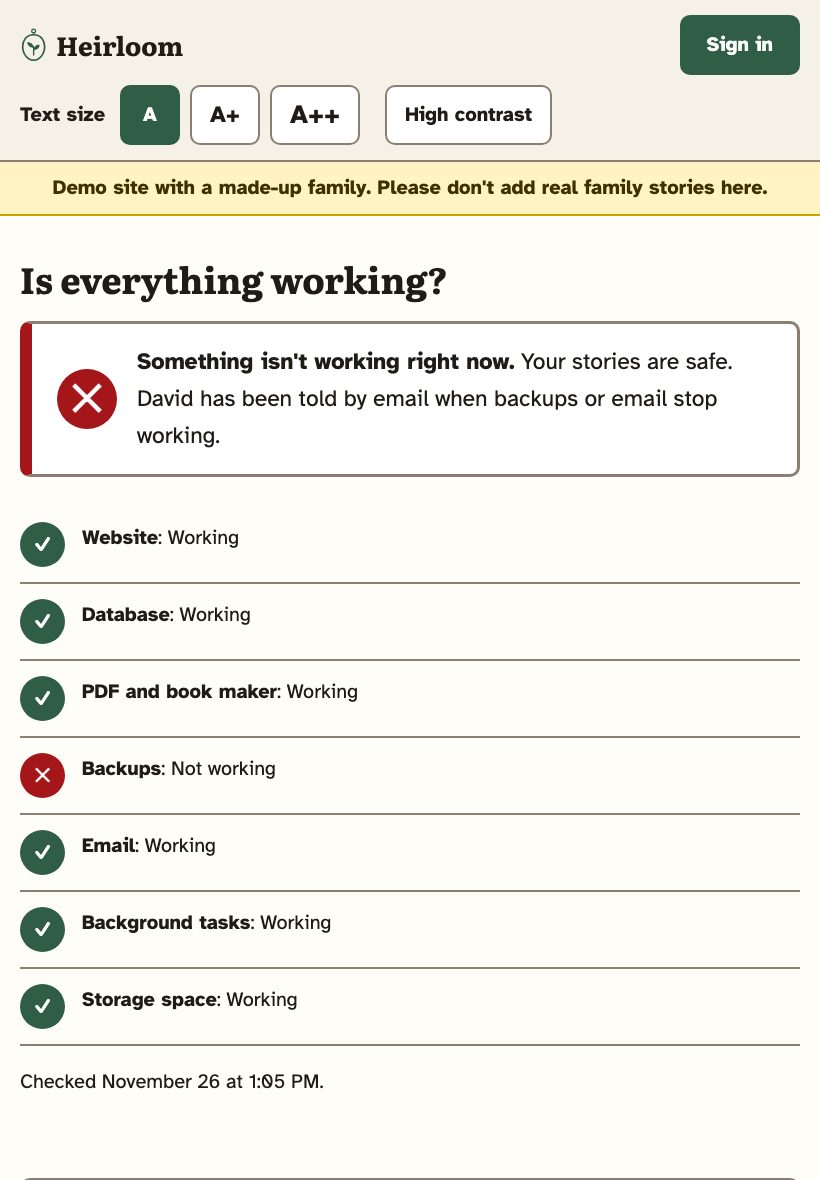 Heirloom
Sign in
Text size
A
A+
A++
High contrast
Demo site with a made-up family. Please don't add real family stories here.
Is everything working?
Something isn't working right now. Your stories are safe.
David has been told by email when backups or email stop
working.
Website: Working
Database: Working
PDF and book maker: Working
Backups: Not working
Email: Working
Background tasks: Working
Storage space: Working
Checked November 26 at 1:05 PM.